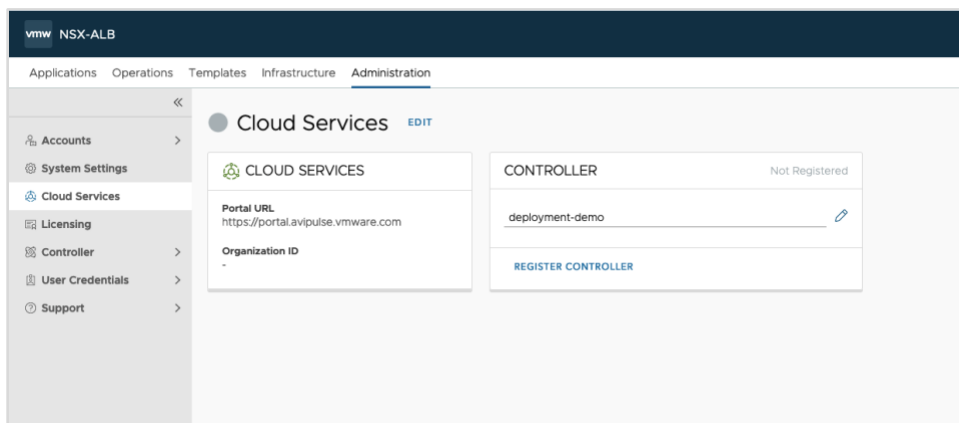 vmw NSX-ALB
Applications Operations Templates Infrastructure Administration
Accounts
System Settings
Cloud Services
Licensing
Controller
User Credentials
Support
Cloud Services EDIT
CLOUD SERVICES
Portal URL
https://portal.avipulse.vmware.com
Organization ID
-
CONTROLLER Not Registered
deployment-demo
REGISTER CONTROLLER